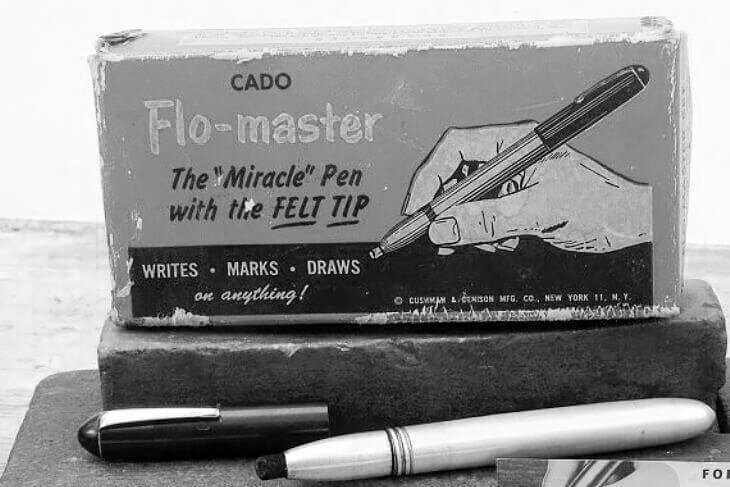 CADO
Flo-master
The "Miracle" Pen
with the FELT TIP
WRITES • MARKS • DRAWS
on anything!
© CUSHMAN & DENISON MFG. CO., NEW YORK 11, N. Y.